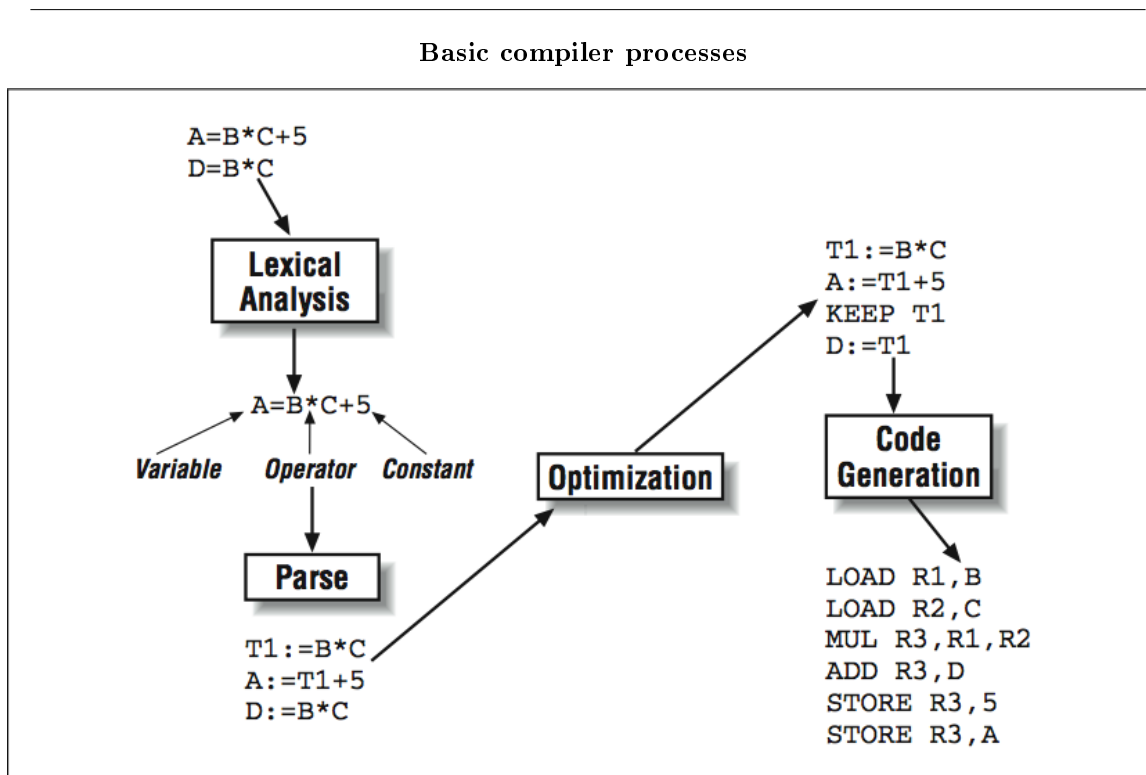 Basic compiler processes
A=B*C+5
D=B*C
Lexical
Analysis
A=B*C+5
Variable Operator Constant
Parse
T1:=B*C
A:=T1+5
D:=B*C
Optimization
T1:=B*C
A:=T1+5
KEEP T1
D:=T1
Code
Generation
LOAD R1,B
LOAD R2,C
MUL R3,R1,R2
ADD R3,D
STORE R3,5
STORE R3,A